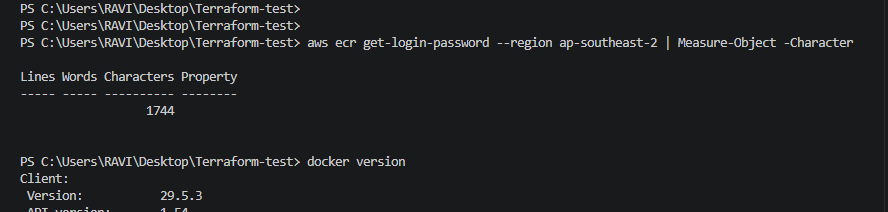 PS C:\Users\RAVI\Desktop\Terraform-test>
PS C:\Users\RAVI\Desktop\Terraform-test>
PS C:\Users\RAVI\Desktop\Terraform-test> aws ecr get-login-password --region ap-southeast-2 | Measure-Object -Character
Lines Words Characters Property
----- ----- ---------- --------
1744
PS C:\Users\RAVI\Desktop\Terraform-test> docker version
Client:
Version: 29.5.3
API version: 1.54